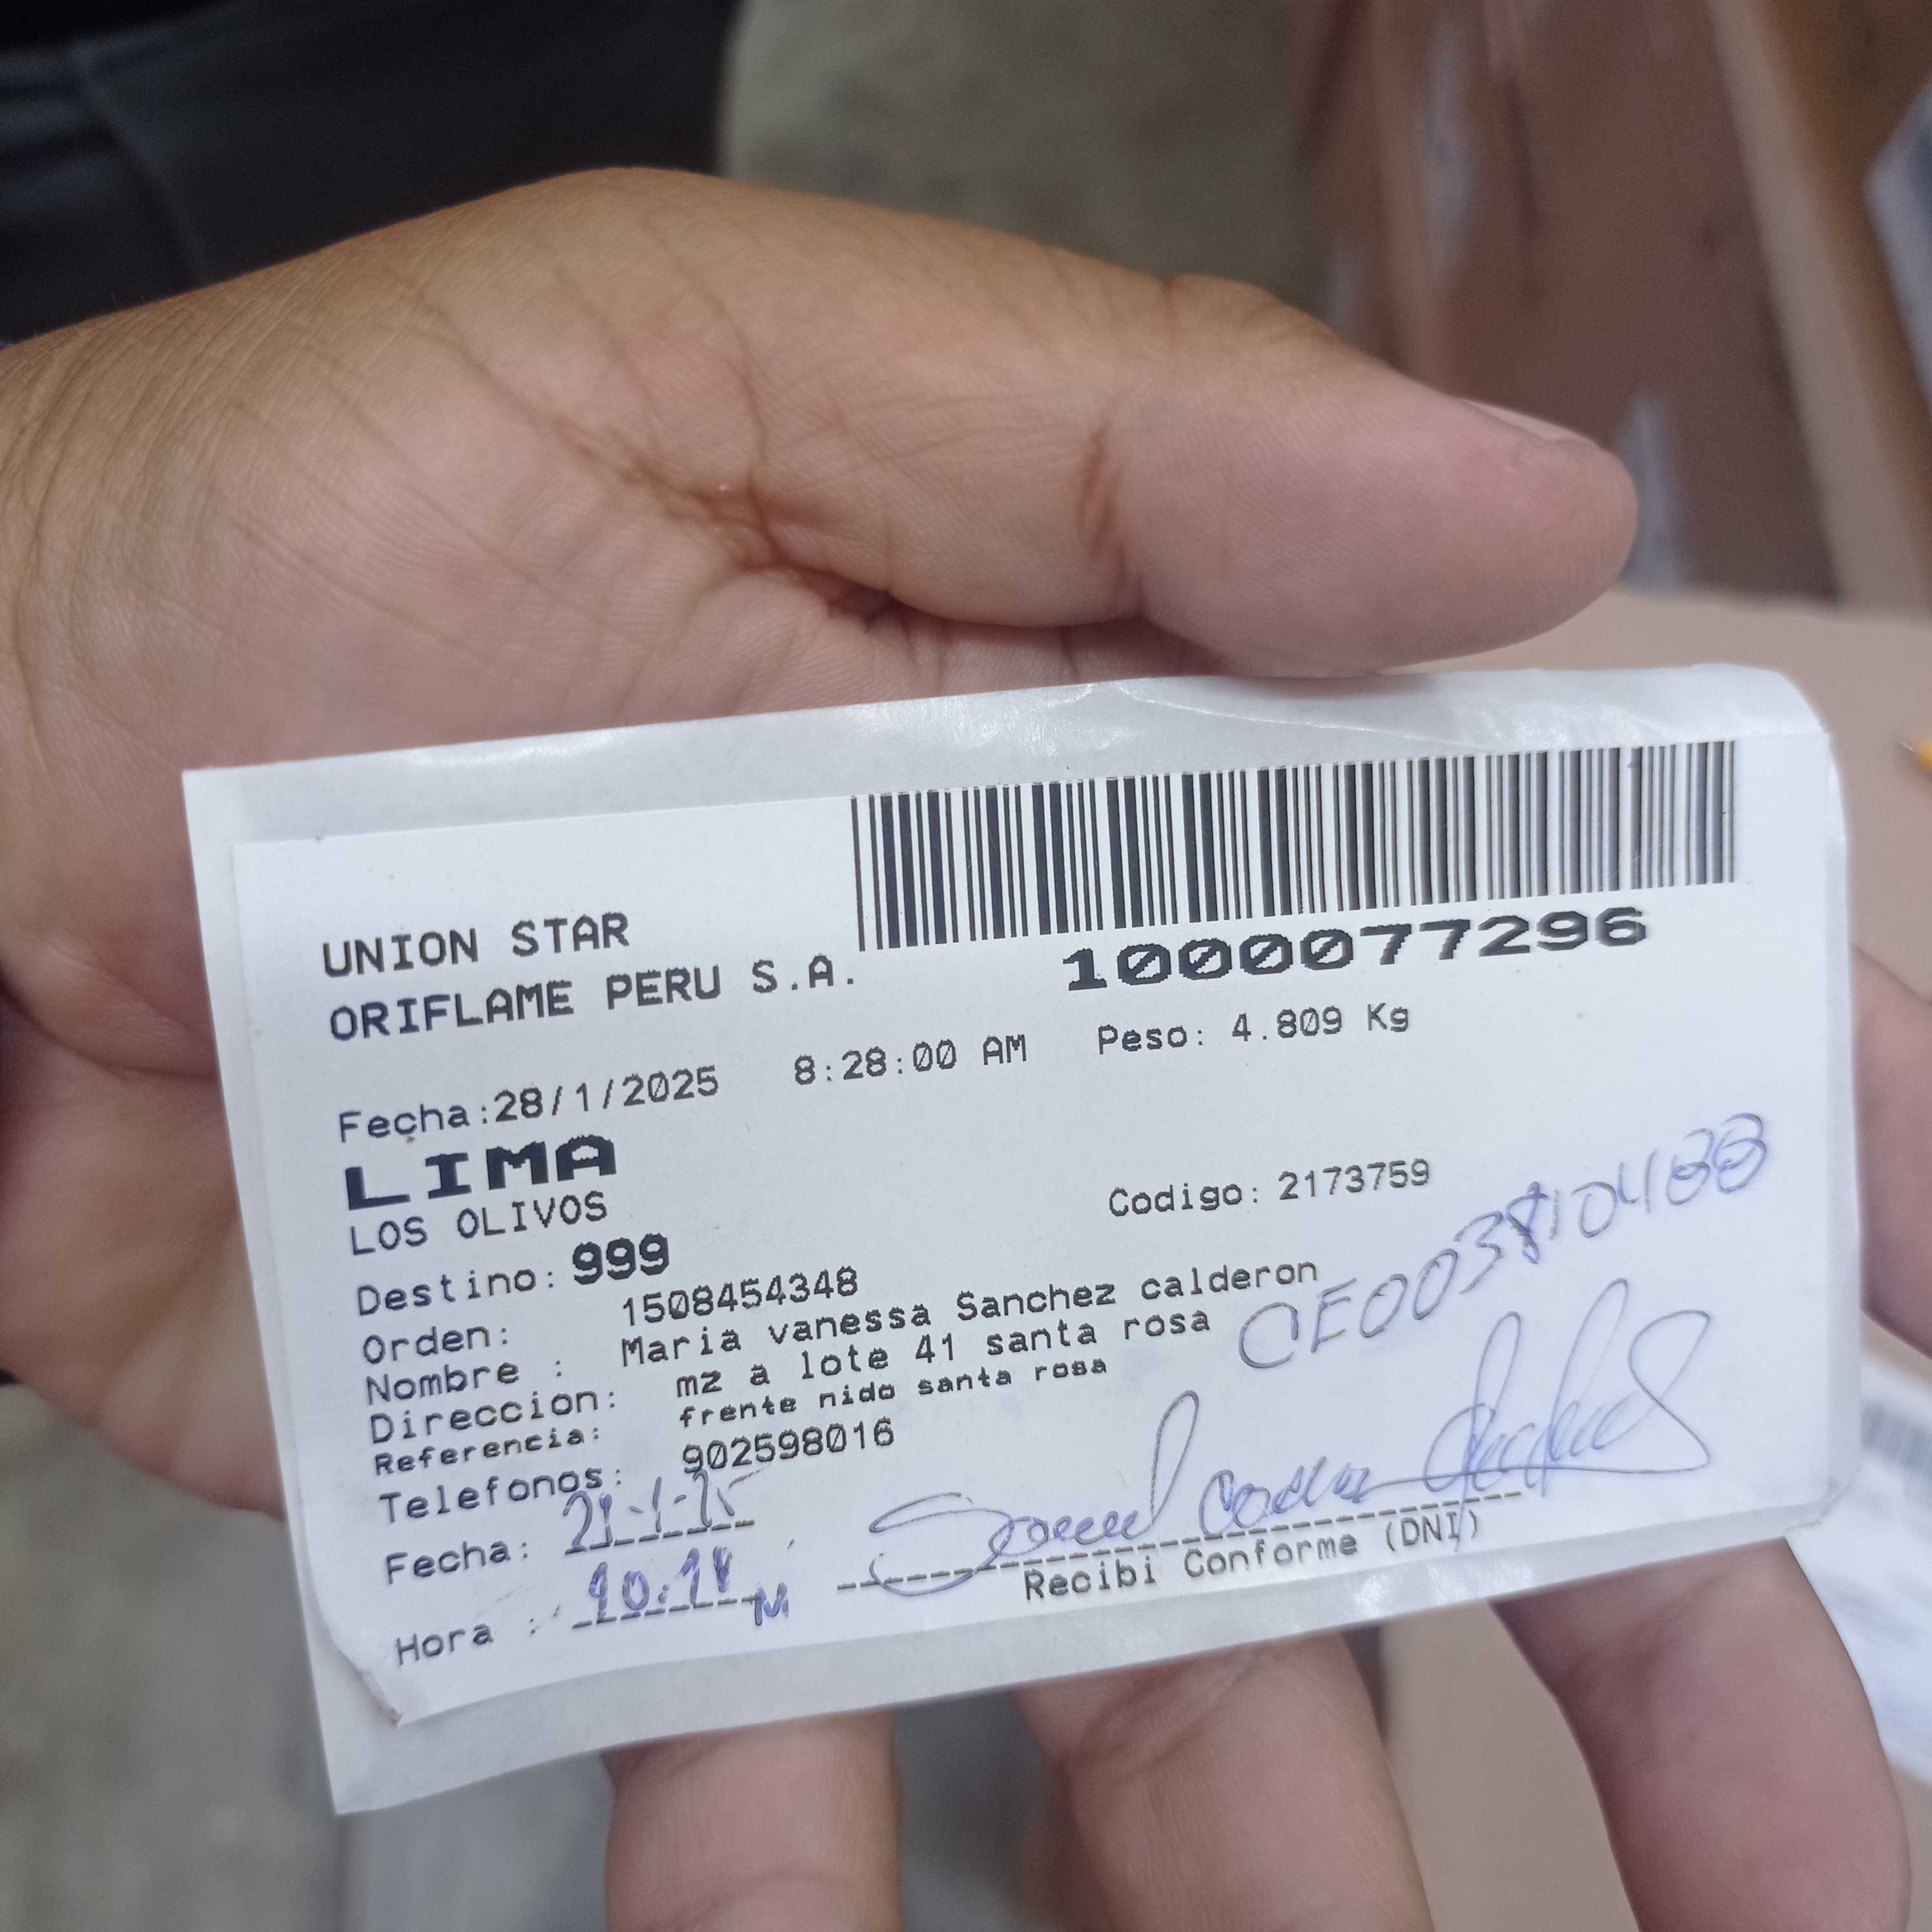 UNION STAR
ORIFLAME PERU S.A.
1000077296
Fecha:28/1/2025 8:28:00 AM Peso: 4.809 Kg
LIMA
LOS OLIVOS
Codigo: 2173759
Destino: 999
Orden: 1508454348
Nombre : Maria vanessa Sanchez calderon
Direccion: mz a lote 41 santa rosa
Referencia: frente nido santa rosa
Telefonos: 902598016
Fecha:
Hora :
Recibi Conforme (DNI)